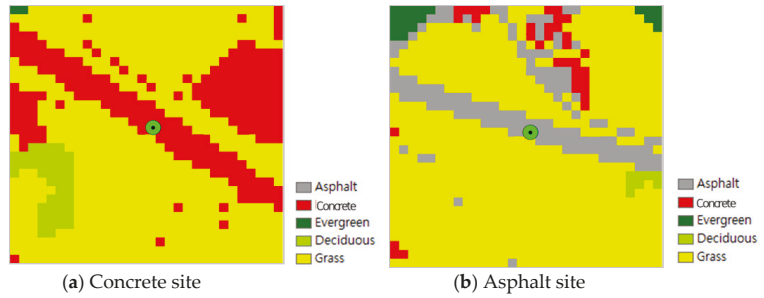 Asphalt
Concrete
Evergreen
Deciduous
Grass
(a) Concrete site
Asphalt
Concrete
Evergreen
Deciduous
Grass
(b) Asphalt site